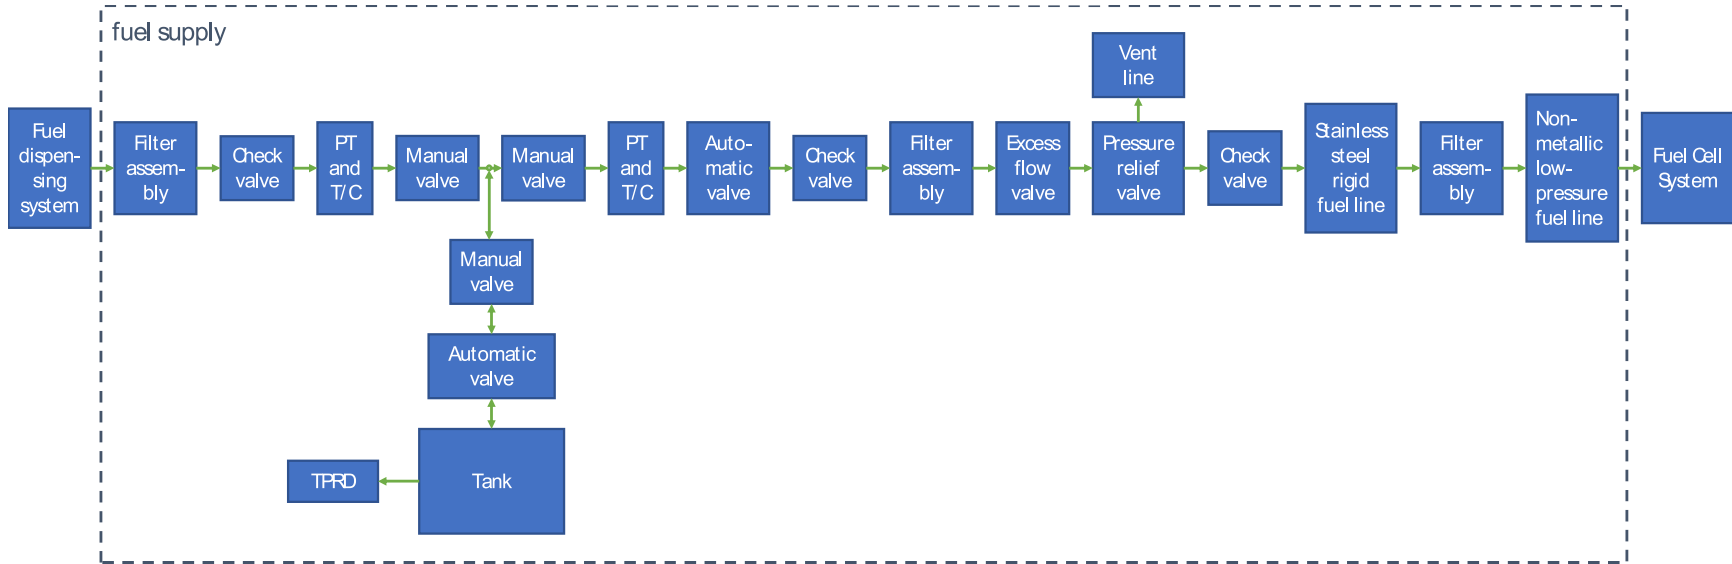 fuel supply
Vent
line
Fuel
dispen-
sing
system
Filter
assem-
bly
Check
valve
PT
and
T/C
Manual
valve
Manual
valve
PT
and
T/C
Auto-
matic
valve
Check
valve
Filter
assem-
bly
Excess
flow
valve
Pressure
relief
valve
Check
valve
Stainless
steel
rigid
fuel line
Filter
assem-
bly
Non-
metallic
low-
pressure
fuel line
Fuel Cell
System
Manual
valve
Automatic
valve
TPRD
Tank